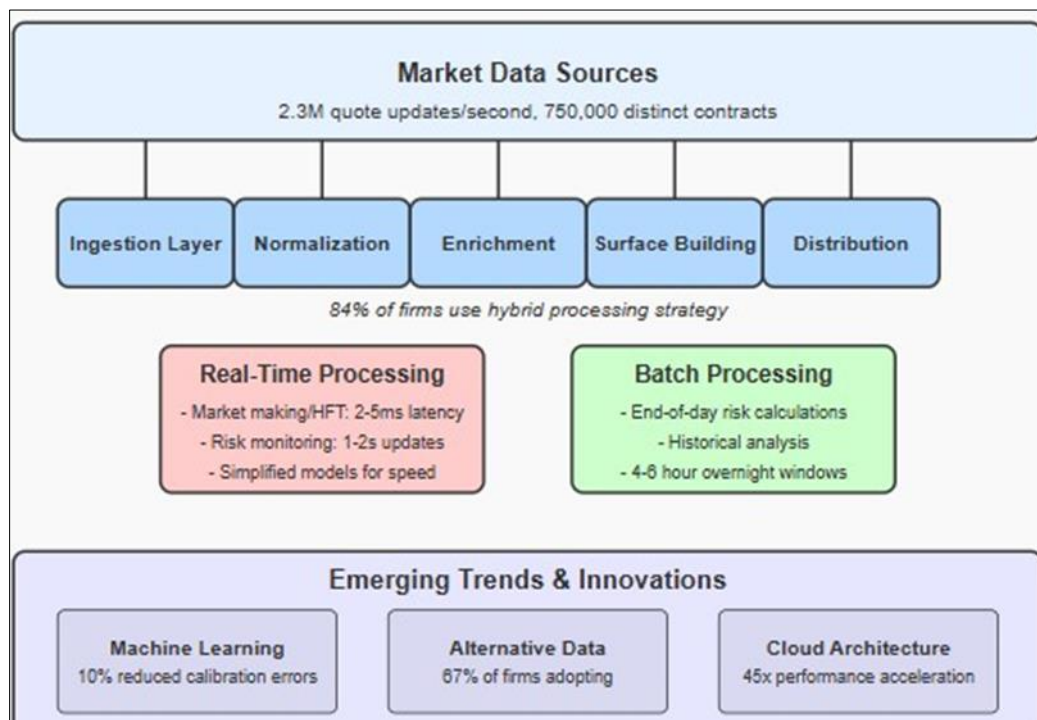 Market Data Sources
2.3M quote updates/second, 750,000 distinct contracts
Ingestion Layer
Normalization
Enrichment
Surface Building
Distribution
84% of firms use hybrid processing strategy
Real-Time Processing
- Market making/HFT: 2-5ms latency
- Risk monitoring: 1-2s updates
- Simplified models for speed
Batch Processing
- End-of-day risk calculations
- Historical analysis
- 4-6 hour overnight windows
Emerging Trends & Innovations
Machine Learning
10% reduced calibration errors
Alternative Data
67% of firms adopting
Cloud Architecture
45x performance acceleration